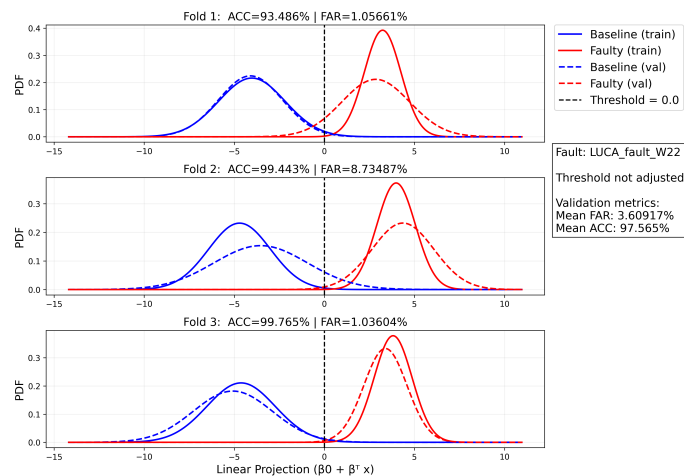 Fold 1:  ACC=93.486% | FAR=1.05661%
PDF
0.4
0.3
0.2
0.1
0.0
−15
−10
−5
0
5
10
Baseline (train)
Faulty (train)
Baseline (val)
Faulty (val)
Threshold = 0.0
Fault: LUCA_fault_W22
Threshold not adjusted
Validation metrics:
Mean FAR: 3.60917%
Mean ACC: 97.565%
Fold 2:  ACC=99.443% | FAR=8.73487%
PDF
0.3
0.2
0.1
0.0
−15
−10
−5
0
5
10
Fold 3:  ACC=99.765% | FAR=1.03604%
PDF
0.3
0.2
0.1
0.0
−15
−10
−5
0
5
10
Linear Projection (β0 + βᵀ x)